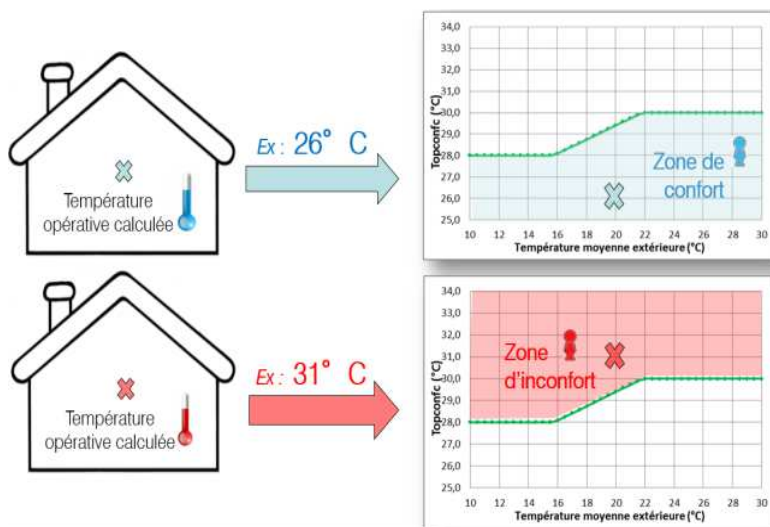 Température
opérative calculée
Ex : 26° C
Topconfc (°C)
34,0
33,0
32,0
31,0
30,0
29,0
28,0
27,0
26,0
25,0
Zone de
confort
10 12 14 16 18 20 22 24 26 28 30
Température moyenne extérieure (°C)
Température
opérative calculée
Ex : 31° C
Topconfc (°C)
34,0
33,0
32,0
31,0
30,0
29,0
28,0
27,0
26,0
25,0
Zone
d'inconfort
10 12 14 16 18 20 22 24 26 28 30
Température moyenne extérieure (°C)